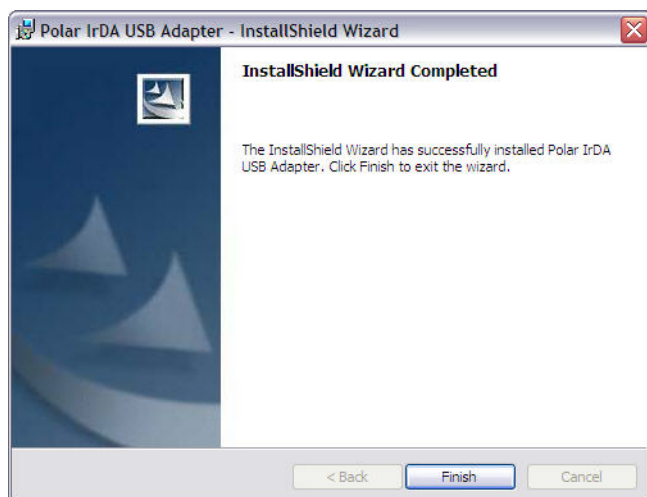 Polar IrDA USB Adapter - InstallShield Wizard
InstallShield Wizard Completed
The InstallShield Wizard has successfully installed Polar IrDA
USB Adapter. Click Finish to exit the wizard.
< Back
Finish
Cancel